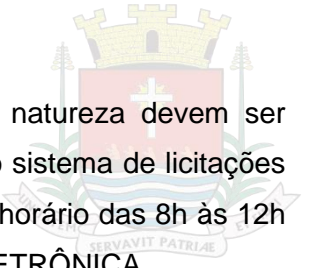 natureza devem ser
sistema de licitações
horário das 8h às 12h
SERVAVIT PATRIAE
ETRÔNICA